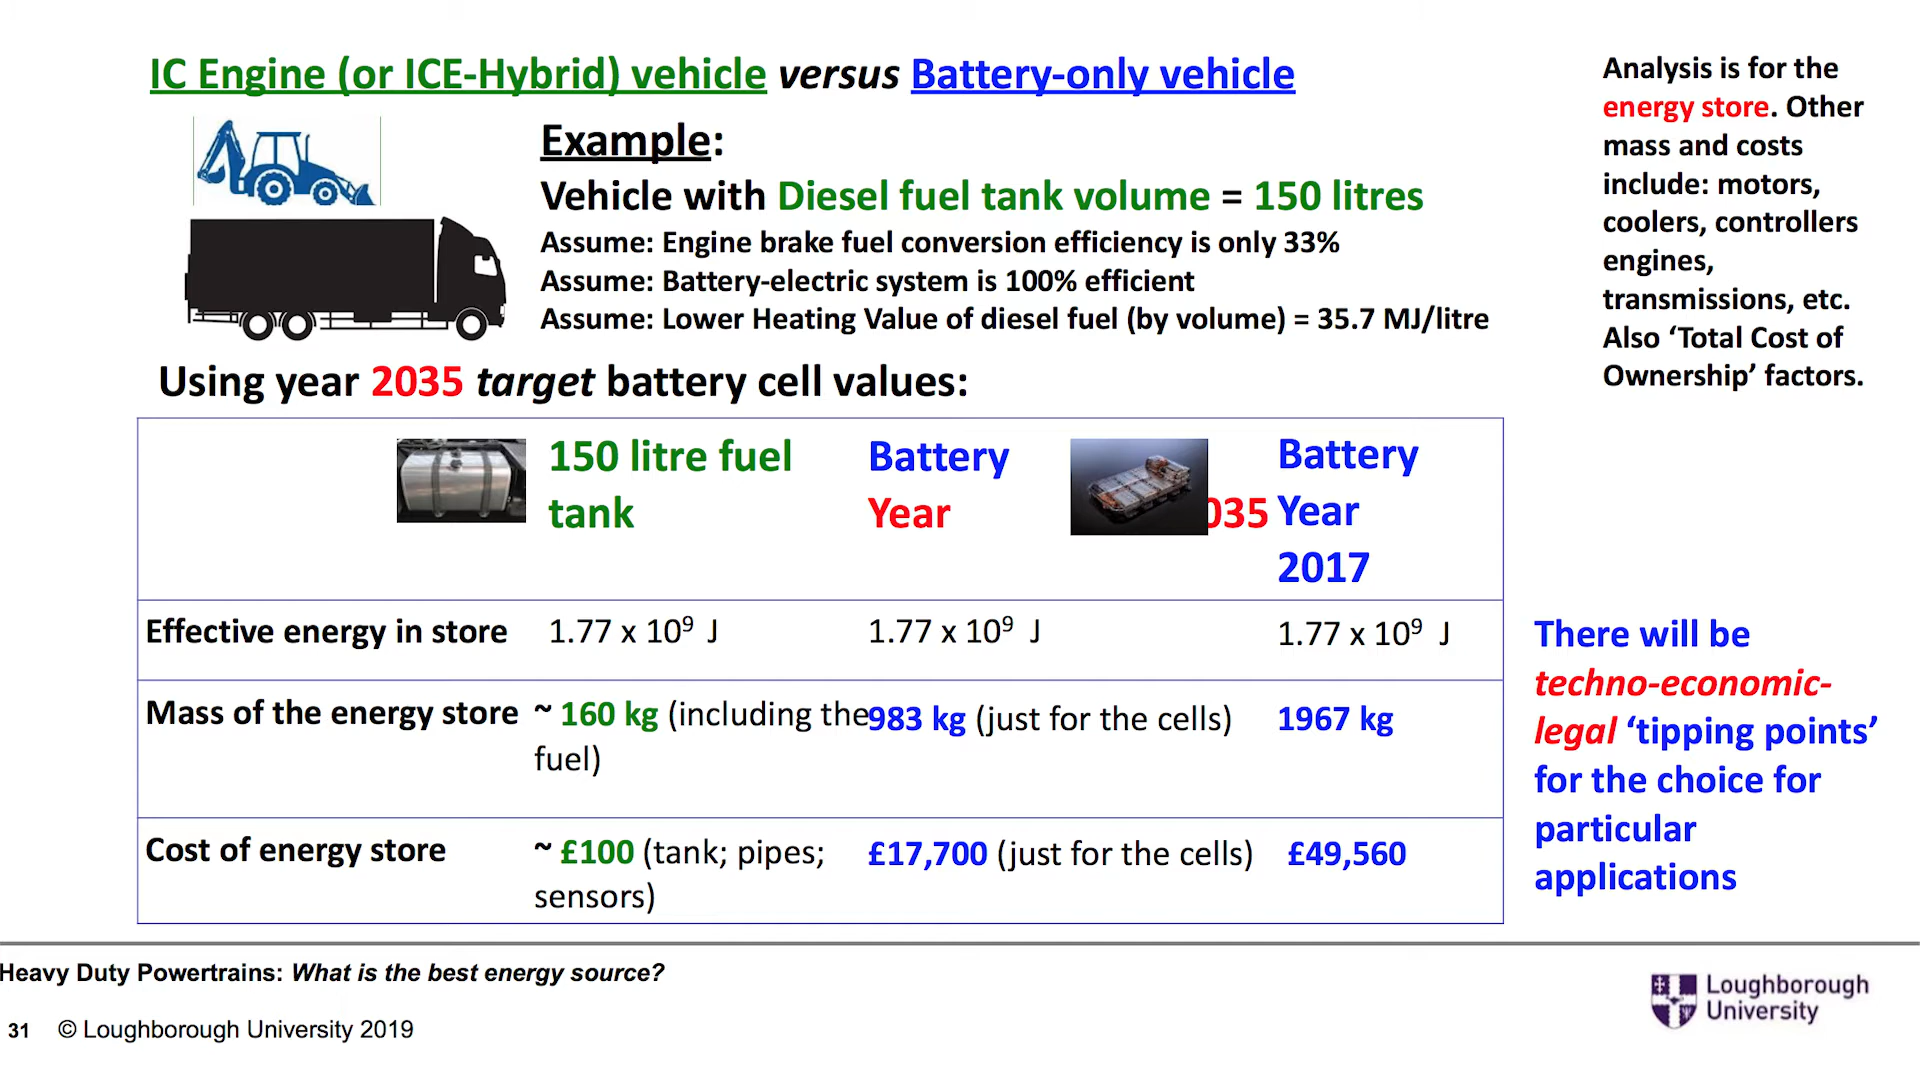 IC Engine (or ICE-Hybrid) vehicle versus Battery-only vehicle
Example:
Vehicle with Diesel fuel tank volume = 150 litres
Assume: Engine brake fuel conversion efficiency is only 33%
Assume: Battery-electric system is 100% efficient
Assume: Lower Heating Value of diesel fuel (by volume) = 35.7 MJ/litre
Analysis is for the
energy store. Other
mass and costs
include: motors,
coolers, controllers
engines,
transmissions, etc.
Also ‘Total Cost of
Ownership’ factors.
Using year 2035 target battery cell values:
150 litre fuel
tank
Battery
Year 035
Battery
Year
2017
Effective energy in store 1.77 x 10⁹ J 1.77 x 10⁹ J 1.77 x 10⁹ J
Mass of the energy store ~ 160 kg (including the 983 kg (just for the cells) 1967 kg
fuel)
Cost of energy store ~ £100 (tank; pipes; £17,700 (just for the cells) £49,560
sensors)
There will be
techno-economic-
legal ‘tipping points’
for the choice for
particular
applications
Heavy Duty Powertrains: What is the best energy source?
31 © Loughborough University 2019
Loughborough
University